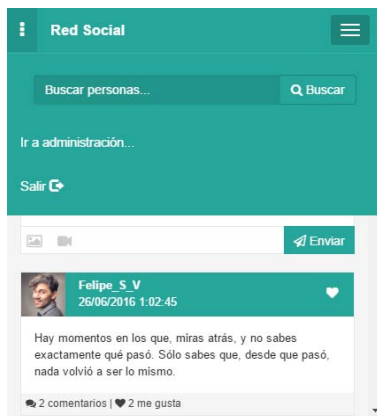 Red Social
Buscar personas... Buscar
Ir a administración...
Salir
Enviar
Felipe_S_V
26/06/2016 1:02:45
Hay momentos en los que, miras atrás, y no sabes
exactamente qué pasó. Sólo sabes que, desde que pasó,
nada volvió a ser lo mismo.
2 comentarios | 2 me gusta